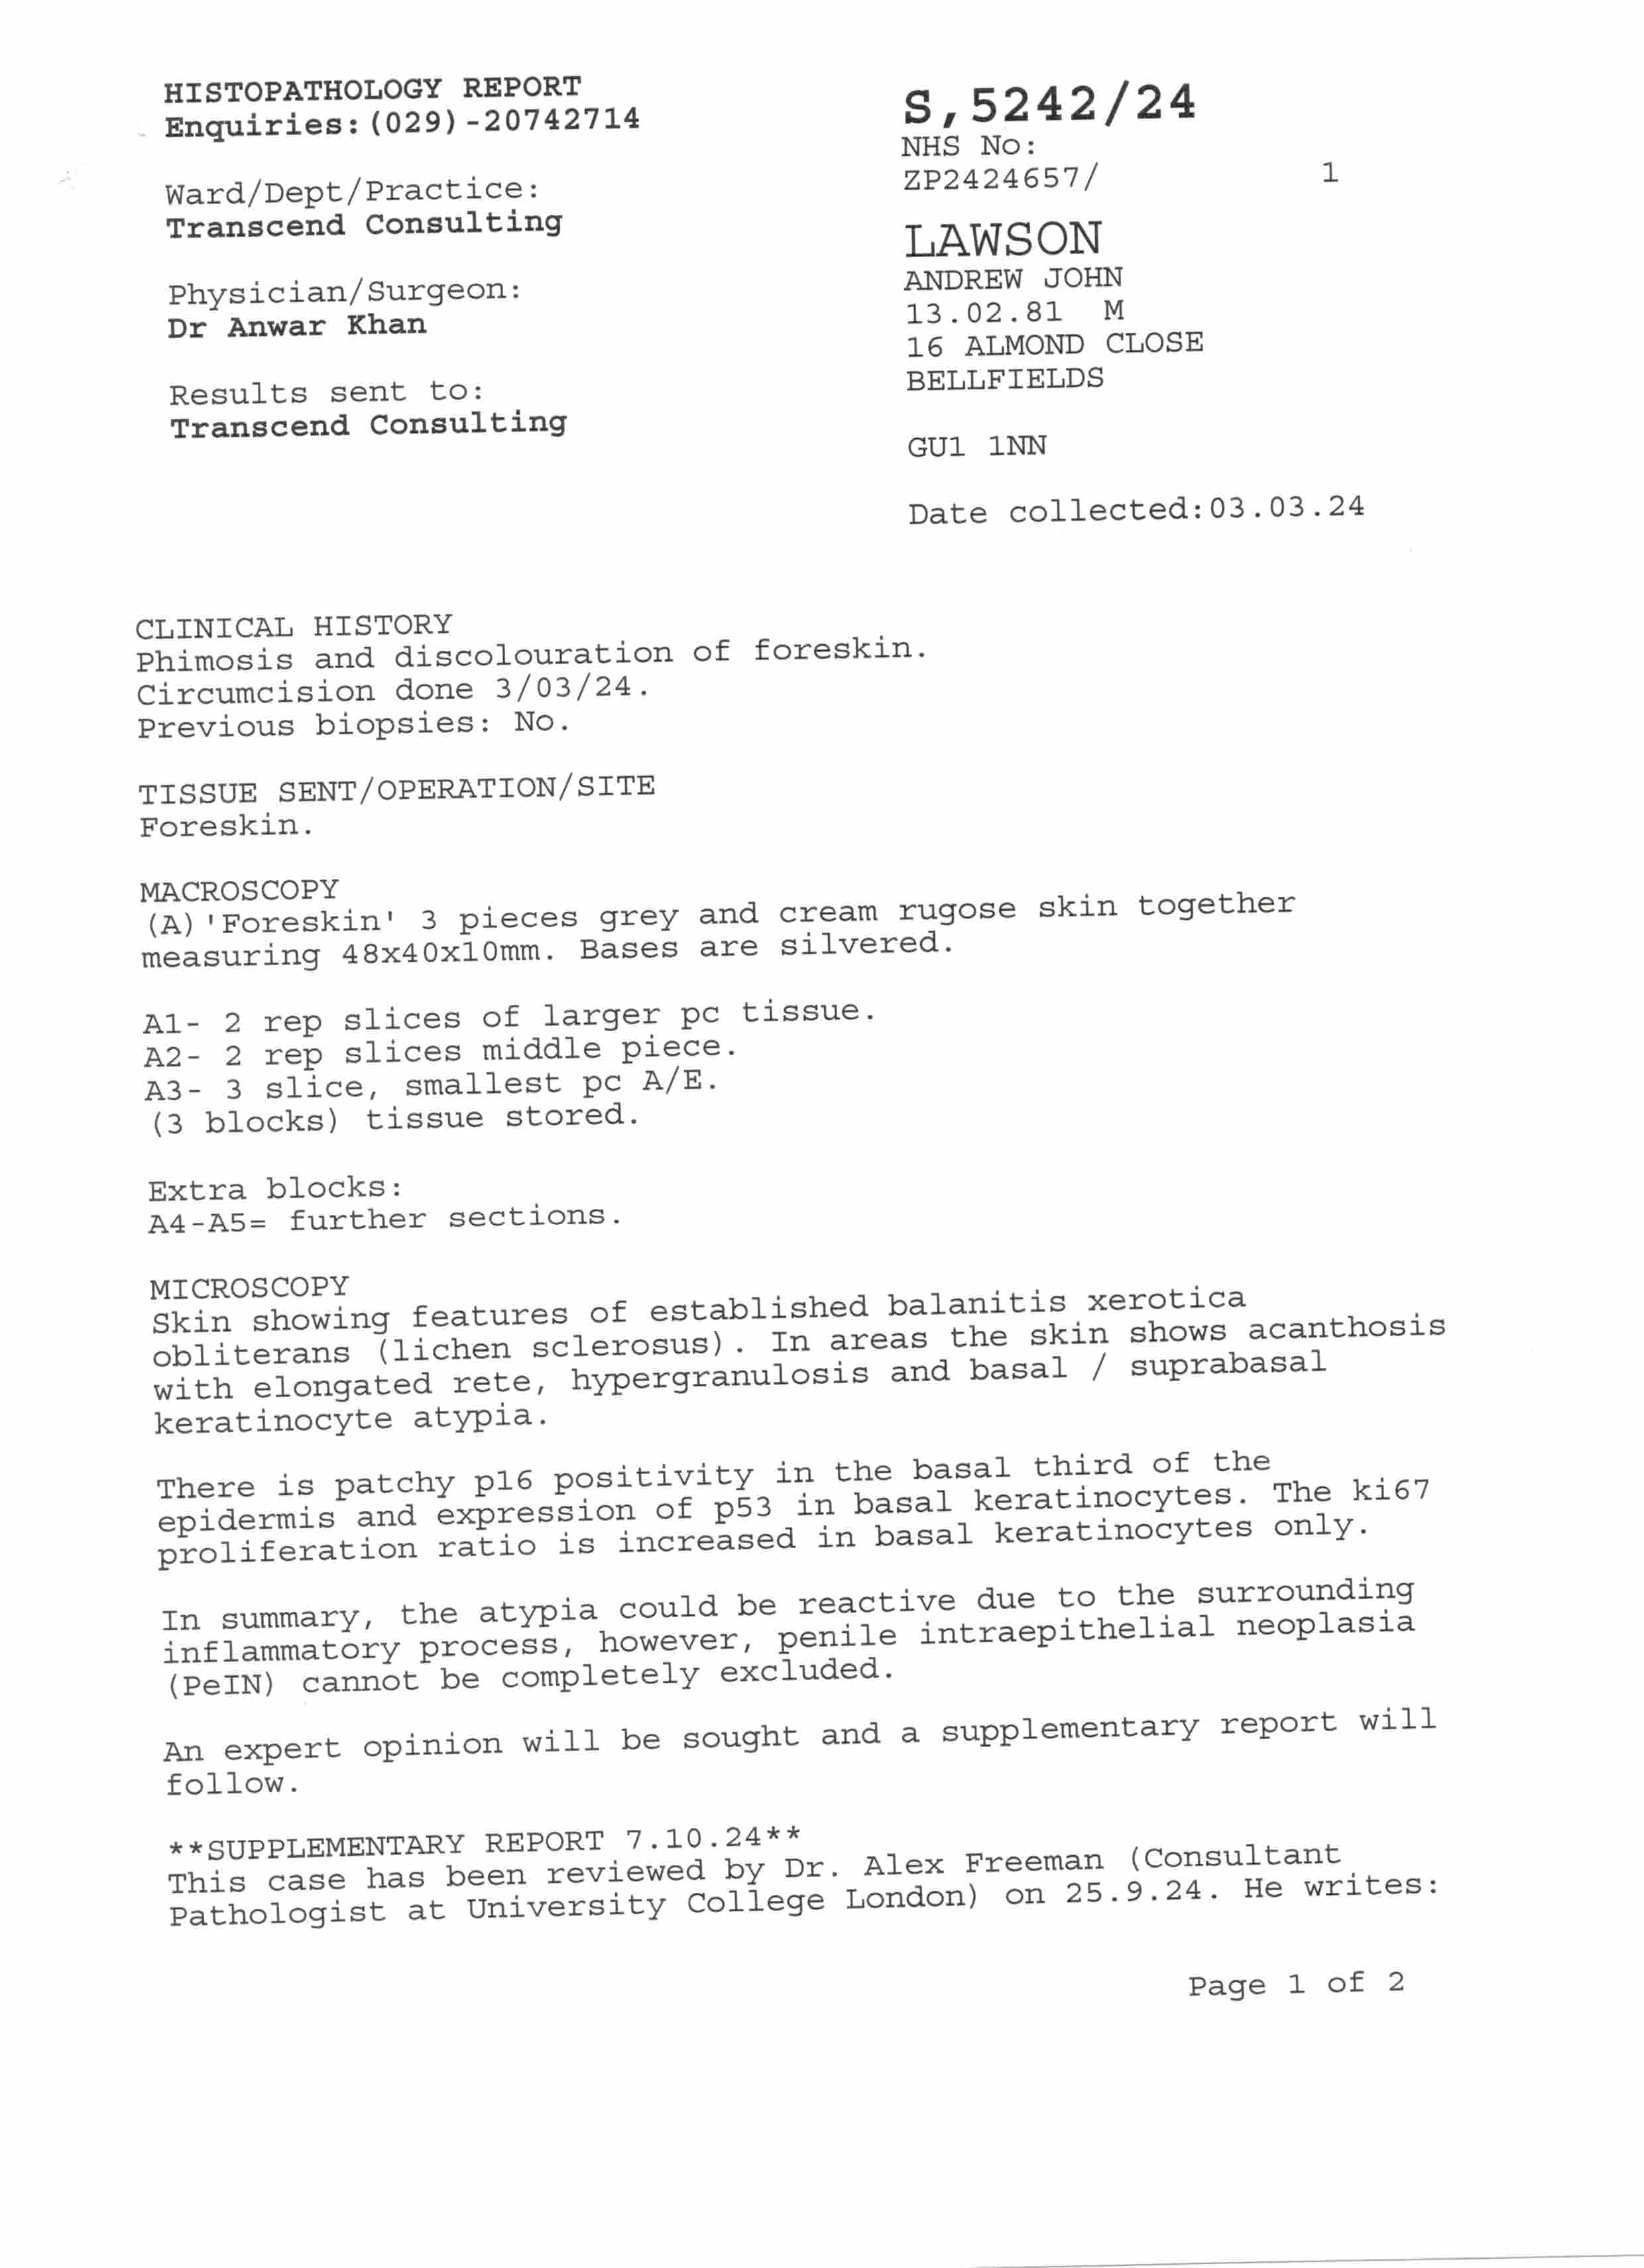 HISTOPATHOLOGY REPORT
Enquiries:(029)-20742714
Ward/Dept/Practice:
Transcend Consulting
Physician/Surgeon:
Dr Anwar Khan
Results sent to:
Transcend Consulting
S,5242/24
NHS No:
ZP2424657/ 1
LAWSON
ANDREW JOHN
13.02.81 M
16 ALMOND CLOSE
BELLFIELDS
GU1 1NN
Date collected:03.03.24
CLINICAL HISTORY
Phimosis and discolouration of foreskin.
Circumcision done 3/03/24.
Previous biopsies: No.
TISSUE SENT/OPERATION/SITE
Foreskin.
MACROSCOPY
(A)'Foreskin' 3 pieces grey and cream rugose skin together
measuring 48x40x10mm. Bases are silvered.
A1- 2 rep slices of larger pc tissue.
A2- 2 rep slices middle piece.
A3- 3 slice, smallest pc A/E.
(3 blocks) tissue stored.
Extra blocks:
A4-A5= further sections.
MICROSCOPY
Skin showing features of established balanitis xerotica
obliterans (lichen sclerosus). In areas the skin shows acanthosis
with elongated rete, hypergranulosis and basal / suprabasal
keratinocyte atypia.
There is patchy p16 positivity in the basal third of the
epidermis and expression of p53 in basal keratinocytes. The ki67
proliferation ratio is increased in basal keratinocytes only.
In summary, the atypia could be reactive due to the surrounding
inflammatory process, however, penile intraepithelial neoplasia
(PeIN) cannot be completely excluded.
An expert opinion will be sought and a supplementary report will
follow.
**SUPPLEMENTARY REPORT 7.10.24**
This case has been reviewed by Dr. Alex Freeman (Consultant
Pathologist at University College London) on 25.9.24. He writes:
Page 1 of 2